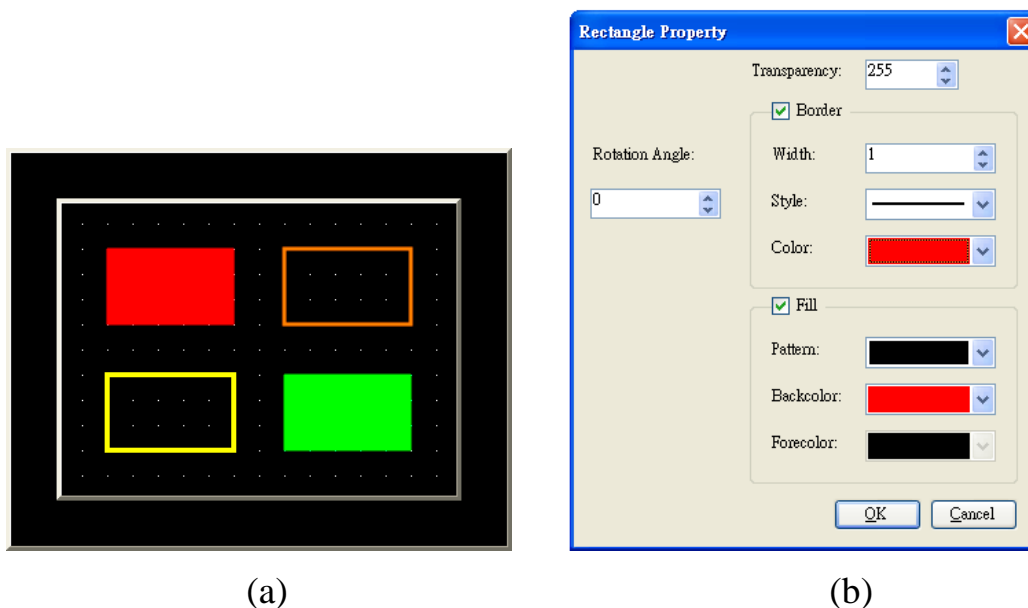 Rectangle Property
Transparency: 255
Border
Rotation Angle:
0
Width: 1
Style:
Color:
Fill
Pattern:
Backcolor:
Forecolor:
OK Cancel
(a) (b)